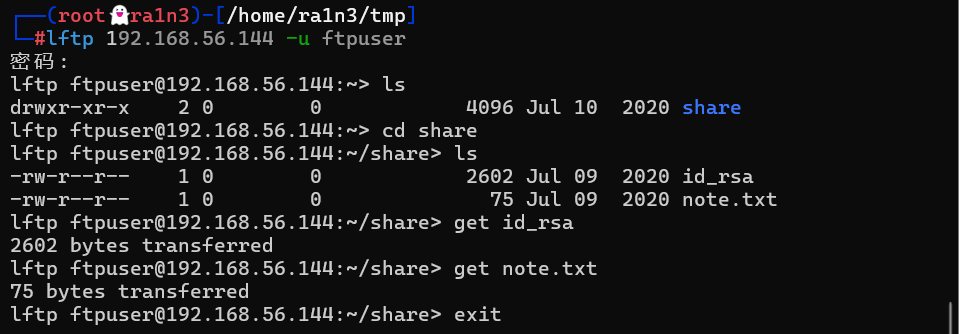 ┌──(root👻ra1n3)-[/home/ra1n3/tmp]
└─#lftp 192.168.56.144 -u ftpuser
密码：
lftp ftpuser@192.168.56.144:~> ls
drwxr-xr-x    2 0        0            4096 Jul 10  2020 share
lftp ftpuser@192.168.56.144:~> cd share
lftp ftpuser@192.168.56.144:~/share> ls
-rw-r--r--    1 0        0            2602 Jul 09  2020 id_rsa
-rw-r--r--    1 0        0              75 Jul 09  2020 note.txt
lftp ftpuser@192.168.56.144:~/share> get id_rsa
2602 bytes transferred
lftp ftpuser@192.168.56.144:~/share> get note.txt
75 bytes transferred
lftp ftpuser@192.168.56.144:~/share> exit